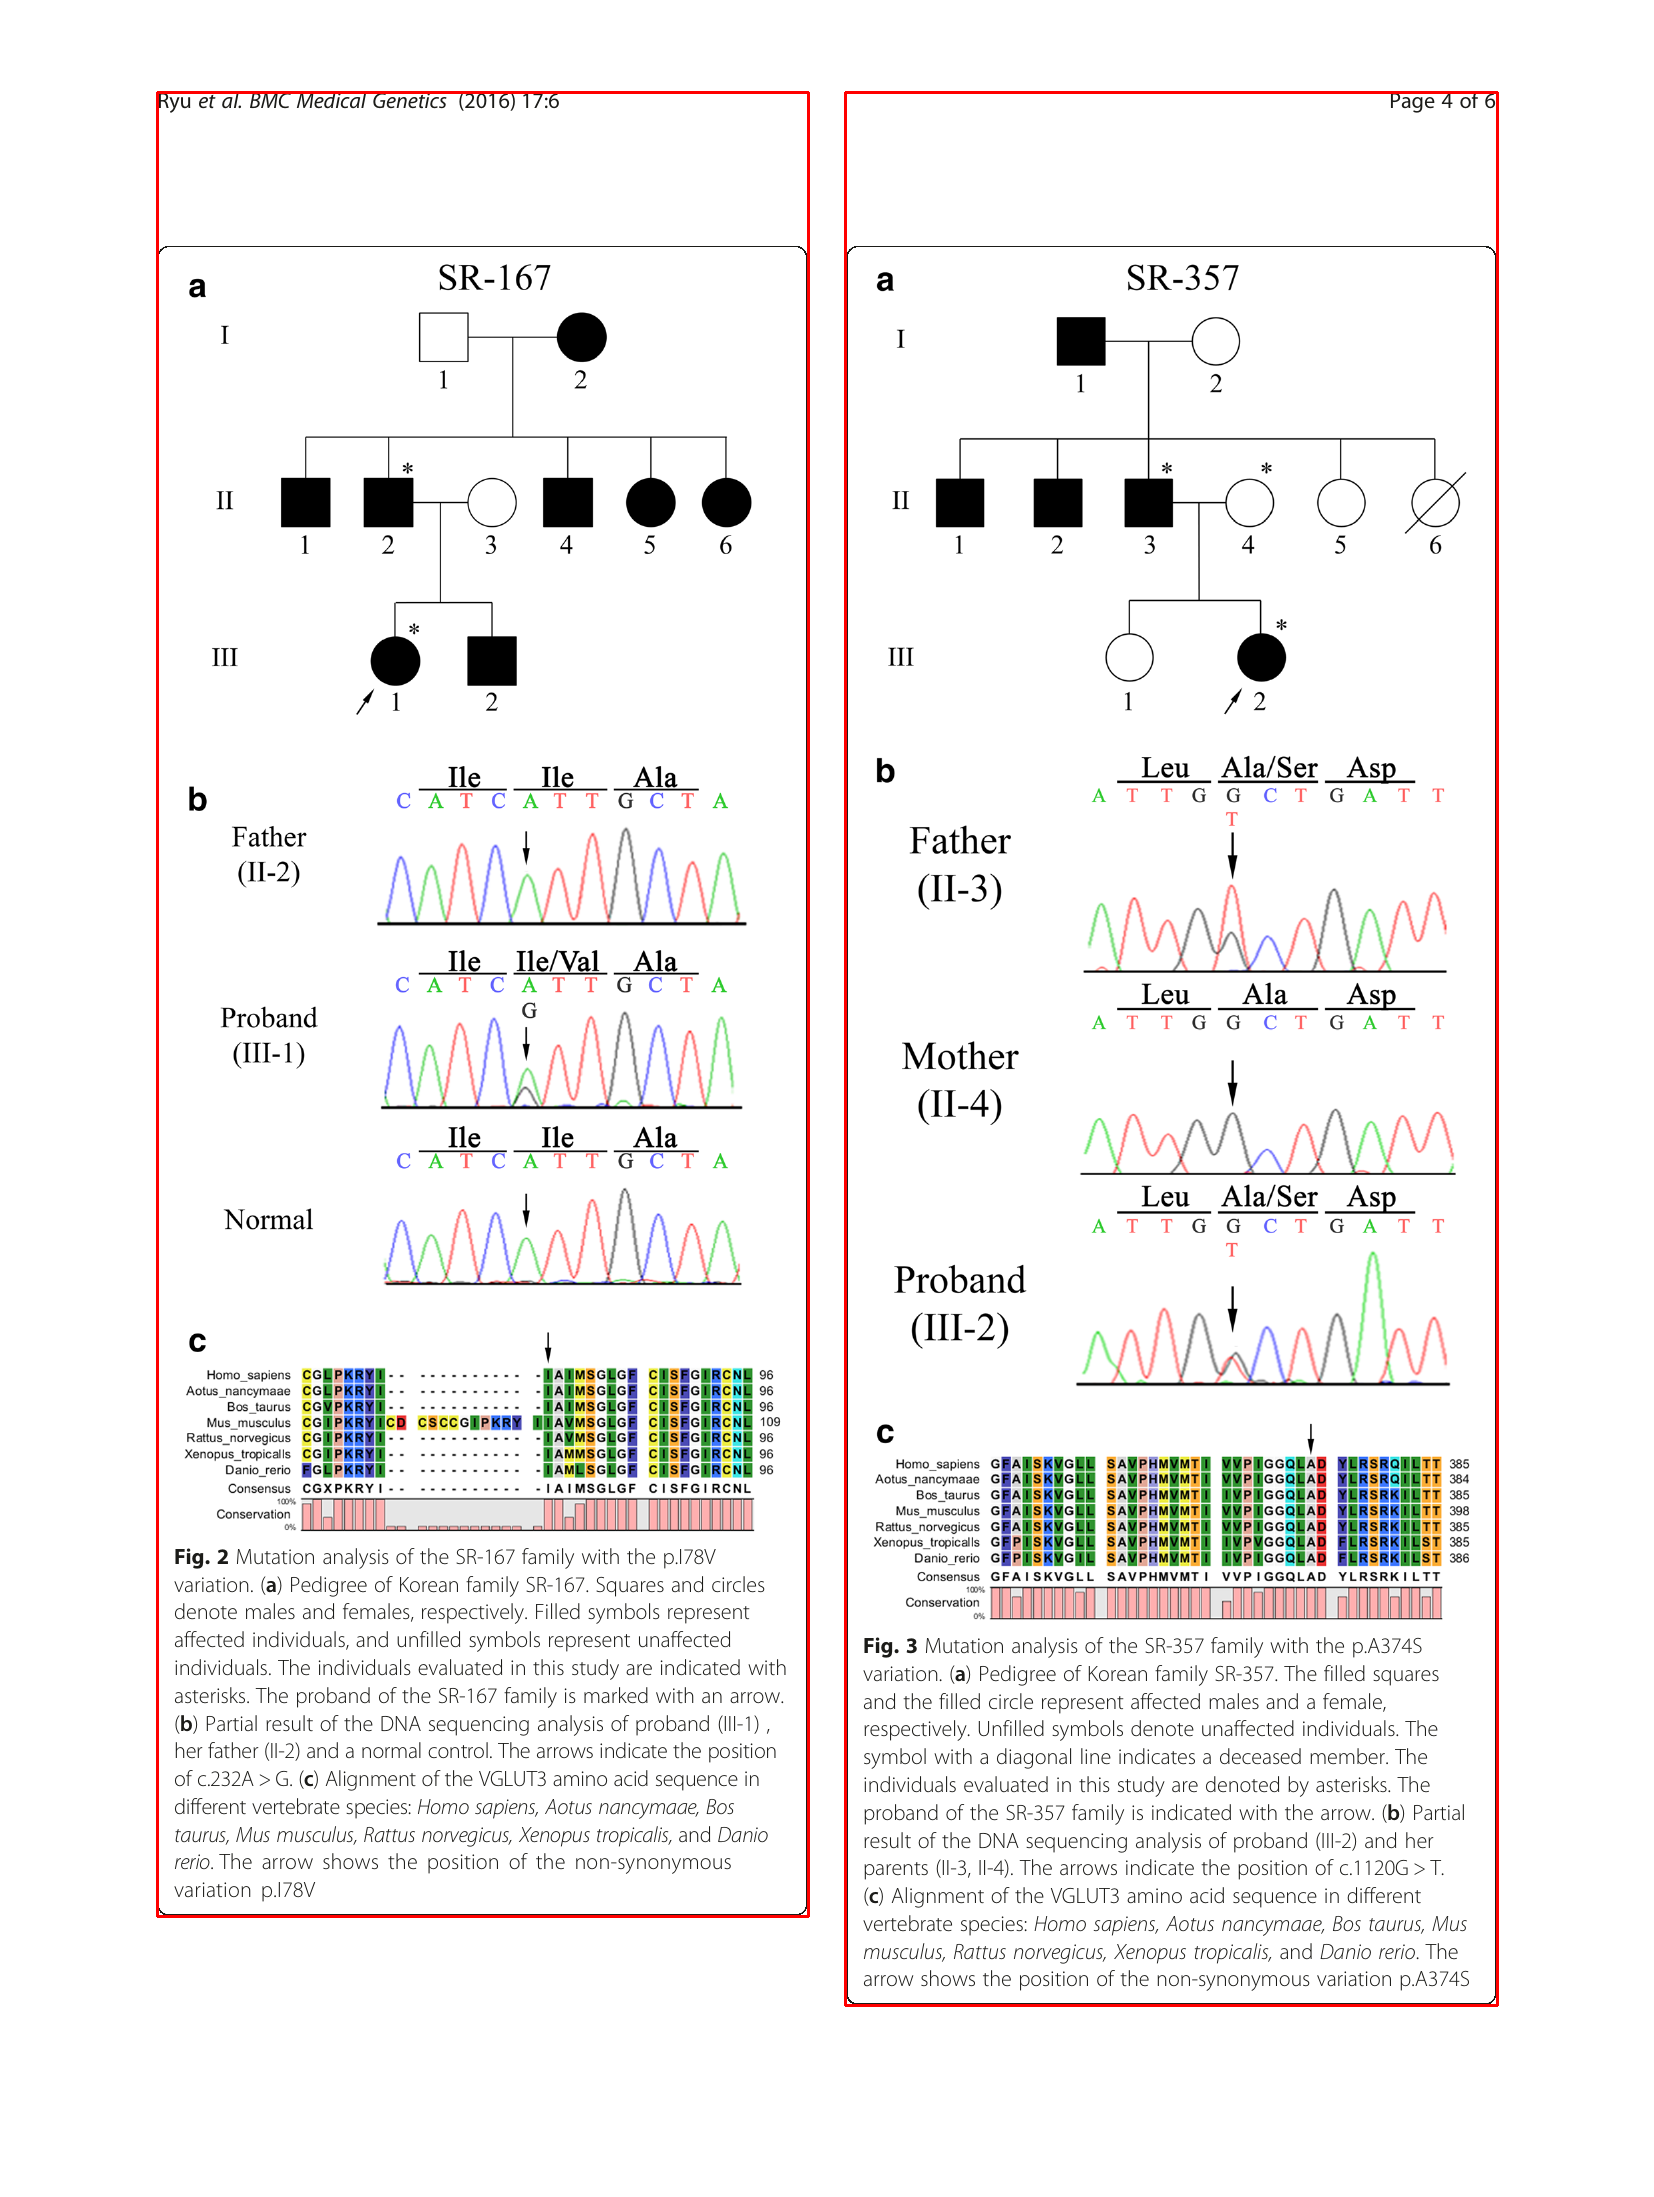 Ryu et al. BMC Medical Genetics (2016) 17:6
Page 4 of 6
a
SR-167
I
1
2
II
*
1
2
3
4
5
6
III
*
1
2
b
Ile Ile Ala
C A T C A T T G C T A
Father
(II-2)
Ile Ile/Val Ala
C A T C A T T G C T A
G
Proband
(III-1)
Ile Ile Ala
C A T C A T T G C T A
Normal
c
Homo_sapiens CGLPKRYI-- ---------- -IAIMSGLGF CISFGIRCNL 96
Aotus_nancymaae CGLPKRYI-- ---------- -IAIMSGLGF CISFGIRCNL 96
Bos_taurus CGVPKRYI-- ---------- -IAIMSGLGF CISFGIRCNL 96
Mus_musculus CGIPKRYICD CSCCGIPKRY IIAVMSGLGF CISFGIRCNL 109
Rattus_norvegicus CGIPKRYI-- ---------- -IAVMSGLGF CISFGIRCNL 96
Xenopus_tropicalls CGIPKRYI-- ---------- -IAMMSGLGF CISFGIRCNL 96
Danio_rerio FGLPKRYI-- ---------- -IAMLSGLGF CISFGIRCNL 96
Consensus CGXPKRYI-- ---------- -IAIMSGLGF CISFGIRCNL
100%
Conservation
0%
Fig. 2 Mutation analysis of the SR-167 family with the p.I78V
variation. (a) Pedigree of Korean family SR-167. Squares and circles
denote males and females, respectively. Filled symbols represent
affected individuals, and unfilled symbols represent unaffected
individuals. The individuals evaluated in this study are indicated with
asterisks. The proband of the SR-167 family is marked with an arrow.
(b) Partial result of the DNA sequencing analysis of proband (III-1) ,
her father (II-2) and a normal control. The arrows indicate the position
of c.232A > G. (c) Alignment of the VGLUT3 amino acid sequence in
different vertebrate species: Homo sapiens, Aotus nancymaae, Bos
taurus, Mus musculus, Rattus norvegicus, Xenopus tropicalis, and Danio
rerio. The arrow shows the position of the non-synonymous
variation p.I78V
a
SR-357
I
1
2
II
* *
1
2
3
4
5
6
III
*
1
2
b
Leu Ala/Ser Asp
A T T G G C T G A T T
T
Father
(II-3)
Leu Ala Asp
A T T G G C T G A T T
Mother
(II-4)
Leu Ala/Ser Asp
A T T G G C T G A T T
T
Proband
(III-2)
c
Homo_sapiens GFAISKVGLL SAVPHMVMTI VVPIGGQLAD YLRSRQILTT 385
Aotus_nancymaae GFAISKVGLL SAVPHMVMTI VVPIGGQLAD YLRSRQILTT 384
Bos_taurus GFAISKVGLL SAVPHMVMTI VVPIGGQLAD YLRSRKILTT 385
Mus_musculus GFAISKVGLL SAVPHMVMTI VVPIGGQLAD YLRSRKILTT 398
Rattus_norvegicus GFAISKVGLL SAVPHMVMTI VVPIGGQLAD YLRSRKILTT 385
Xenopus_tropicalls GFPISKVGLL SAVPHMVMTI IVPIGGQLAD FLRSRKILST 385
Danio_rerio GFPISKVGIL SAVPHMVMTI IVPVGGQLAD FLRSRKILST 386
Consensus GFAISKVGLL SAVPHMVMTI VVPIGGQLAD YLRSRKILTT
100%
Conservation
0%
Fig. 3 Mutation analysis of the SR-357 family with the p.A374S
variation. (a) Pedigree of Korean family SR-357. The filled squares
and the filled circle represent affected males and a female,
respectively. Unfilled symbols denote unaffected individuals. The
symbol with a diagonal line indicates a deceased member. The
individuals evaluated in this study are denoted by asterisks. The
proband of the SR-357 family is indicated with the arrow. (b) Partial
result of the DNA sequencing analysis of proband (III-2) and her
parents (II-3, II-4). The arrows indicate the position of c.1120G > T.
(c) Alignment of the VGLUT3 amino acid sequence in different
vertebrate species: Homo sapiens, Aotus nancymaae, Bos taurus, Mus
musculus, Rattus norvegicus, Xenopus tropicalis, and Danio rerio. The
arrow shows the position of the non-synonymous variation p.A374S